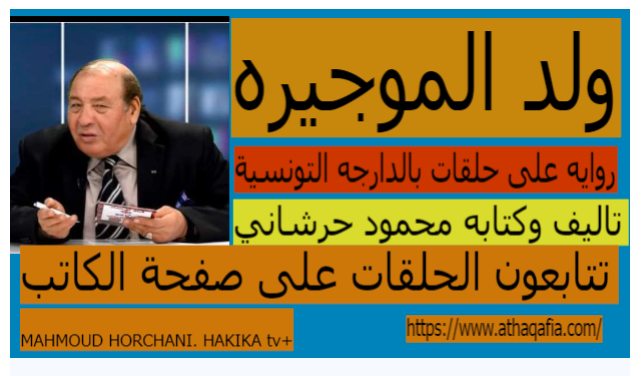 ولد الموجيره
روايه على حلقات بالدارجه التونسية
تاليف وكتابه محمود حرشاني
تتابعون الحلقات على صفحة الكاتب
https://www.athaqafia.com/
MAHMOUD HORCHANI. HAKIKA tv+